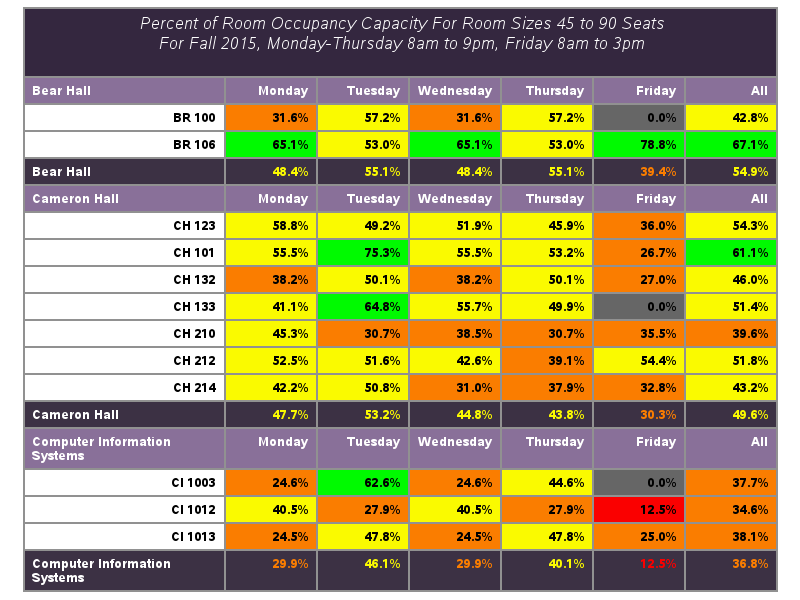 Percent of Room Occupancy Capacity For Room Sizes 45 to 90 Seats
For Fall 2015, Monday-Thursday 8am to 9pm, Friday 8am to 3pm
Bear Hall Monday Tuesday Wednesday Thursday Friday All
BR 100 31.6% 57.2% 31.6% 57.2% 0.0% 42.8%
BR 106 65.1% 53.0% 65.1% 53.0% 78.8% 67.1%
Bear Hall 48.4% 55.1% 48.4% 55.1% 39.4% 54.9%
Cameron Hall Monday Tuesday Wednesday Thursday Friday All
CH 123 58.8% 49.2% 51.9% 45.9% 36.0% 54.3%
CH 101 55.5% 75.3% 55.5% 53.2% 26.7% 61.1%
CH 132 38.2% 50.1% 38.2% 50.1% 27.0% 46.0%
CH 133 41.1% 64.8% 55.7% 49.9% 0.0% 51.4%
CH 210 45.3% 30.7% 38.5% 30.7% 35.5% 39.6%
CH 212 52.5% 51.6% 42.6% 39.1% 54.4% 51.8%
CH 214 42.2% 50.8% 31.0% 37.9% 32.8% 43.2%
Cameron Hall 47.7% 53.2% 44.8% 43.8% 30.3% 49.6%
Computer Information Monday Tuesday Wednesday Thursday Friday All
Systems
CI 1003 24.6% 62.6% 24.6% 44.6% 0.0% 37.7%
CI 1012 40.5% 27.9% 40.5% 27.9% 12.5% 34.6%
CI 1013 24.5% 47.8% 24.5% 47.8% 25.0% 38.1%
Computer Information 29.9% 46.1% 29.9% 40.1% 12.5% 36.8%
Systems